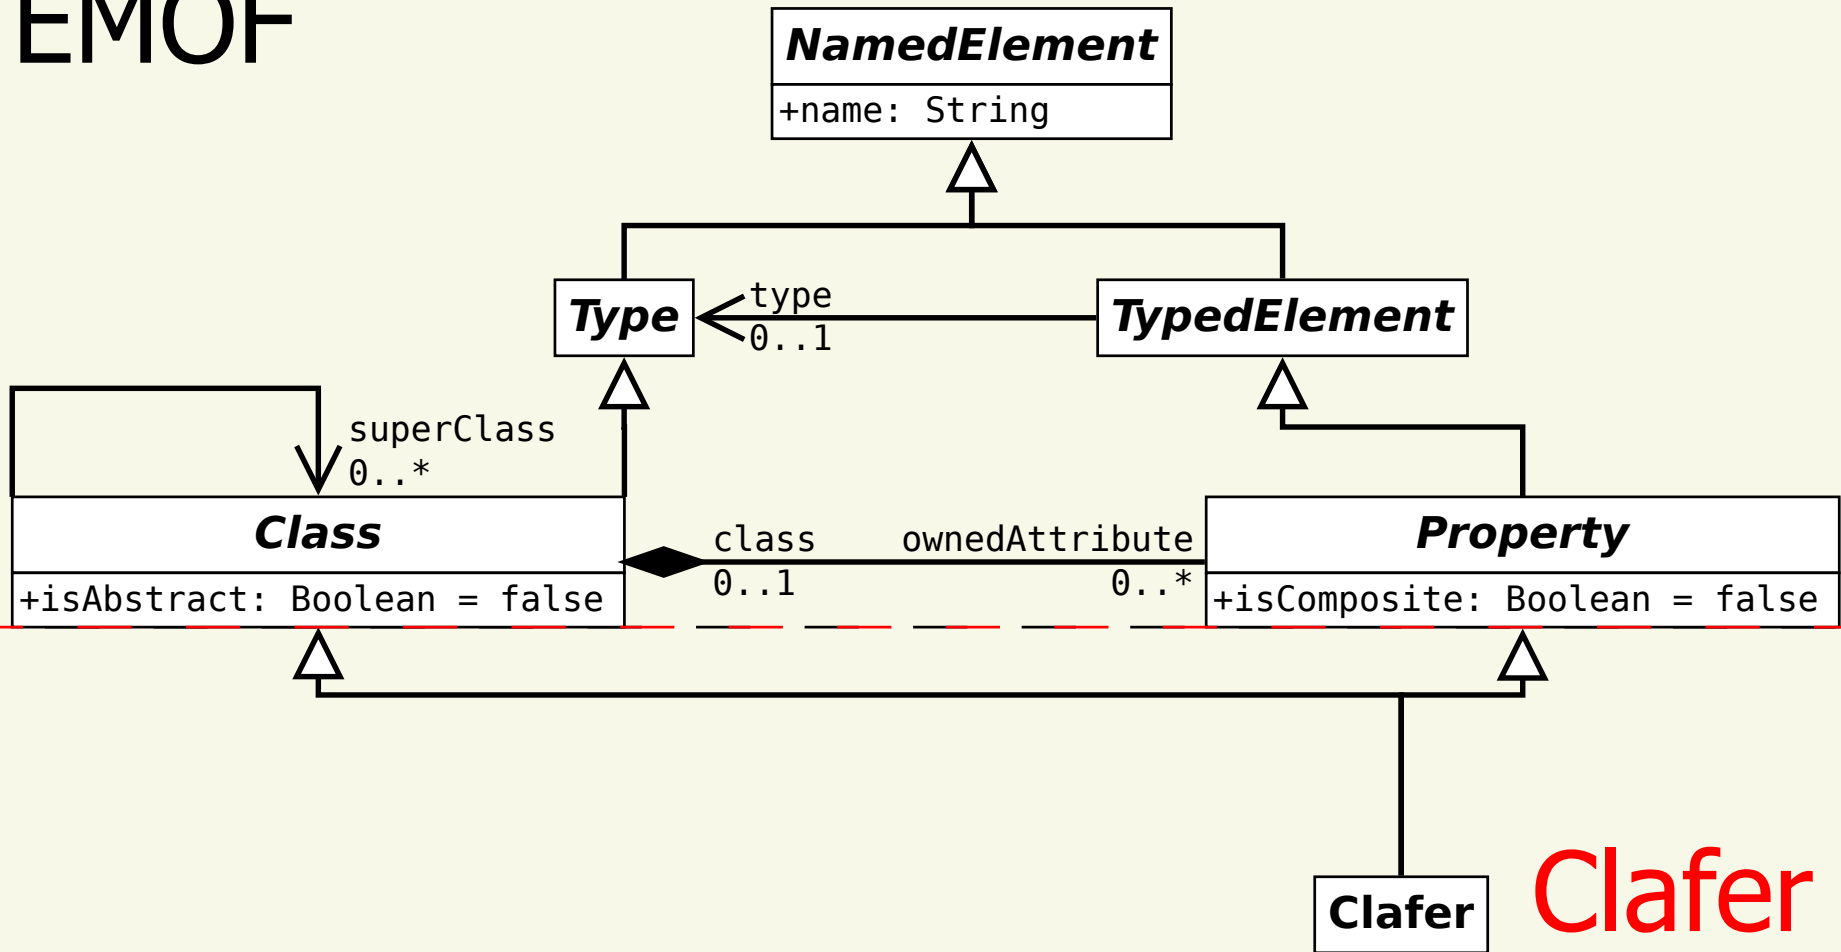 EMOF
NamedElement
+name: String
Type
type
0..1
TypedElement
superClass
0..*
Class
+isAbstract: Boolean = false
class
0..1
ownedAttribute
0..*
Property
+isComposite: Boolean = false
Clafer
Clafer